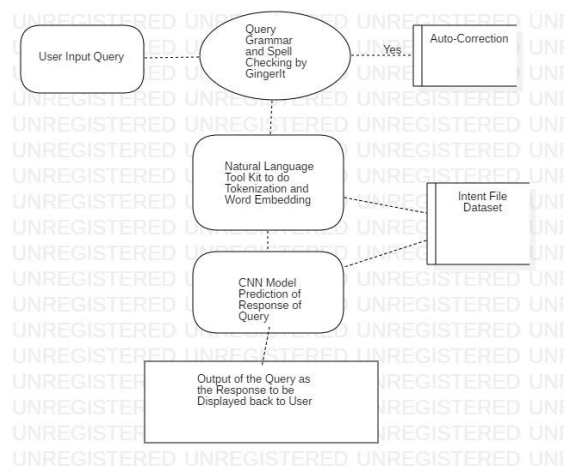 User Input Query
Query
Grammar
and Spell
Checking by
GingerIt
Yes
Auto-Correction
Natural Language
Tool Kit to do
Tokenization and
Word Embedding
Intent File
Dataset
CNN Model
Prediction of
Response of
Query
Output of the Query as
the Response to be
Displayed back to User
UNREGISTERED